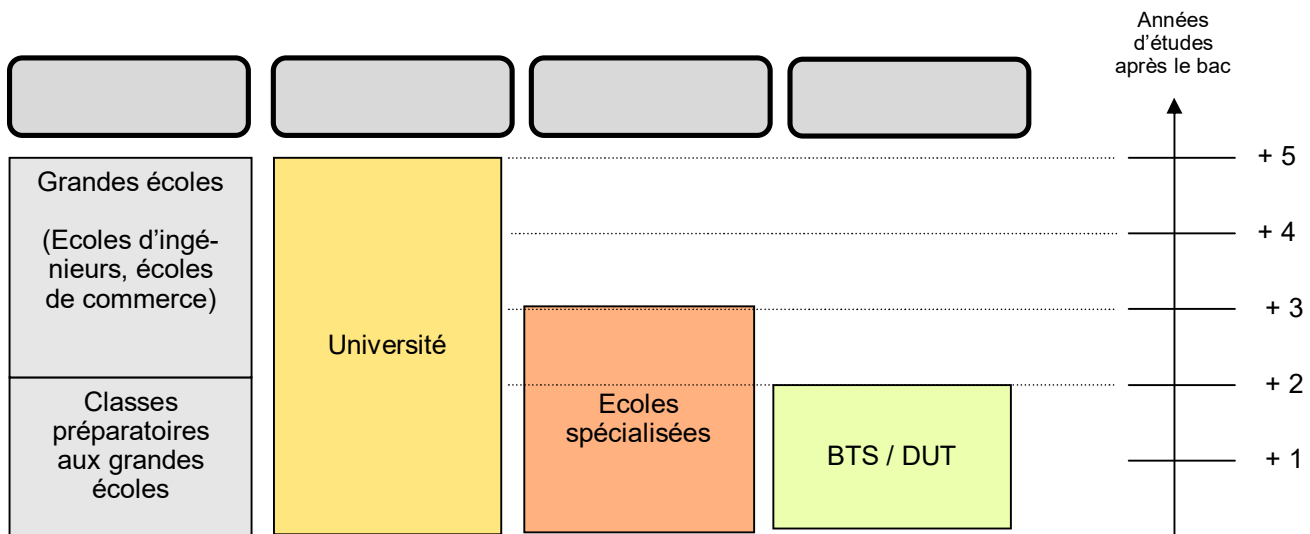 Années
d’études
après le bac
Grandes écoles
(Ecoles d’ingé-
nieurs, écoles
de commerce)
Classes
préparatoires
aux grandes
écoles
Université
Ecoles
spécialisées
BTS / DUT
+ 5
+ 4
+ 3
+ 2
+ 1